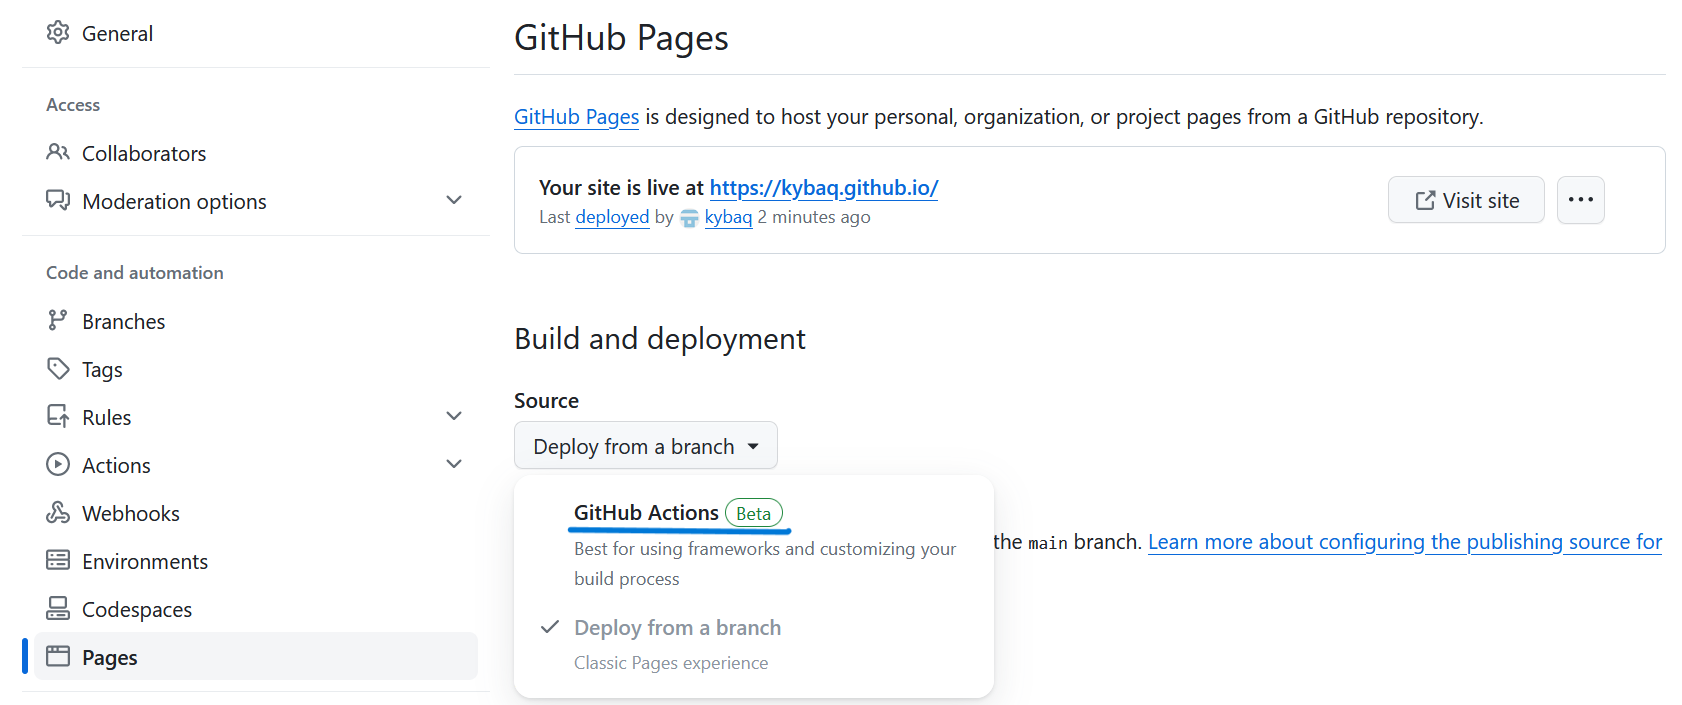 General
Access
Collaborators
Moderation options
Code and automation
Branches
Tags
Rules
Actions
Webhooks
Environments
Codespaces
Pages
GitHub Pages
GitHub Pages is designed to host your personal, organization, or project pages from a GitHub repository.
Your site is live at https://kybaq.github.io/
Last deployed by kybaq 2 minutes ago
Visit site
Build and deployment
Source
Deploy from a branch
GitHub Actions Beta
Best for using frameworks and customizing your
build process
the main branch. Learn more about configuring the publishing source for
Deploy from a branch
Classic Pages experience